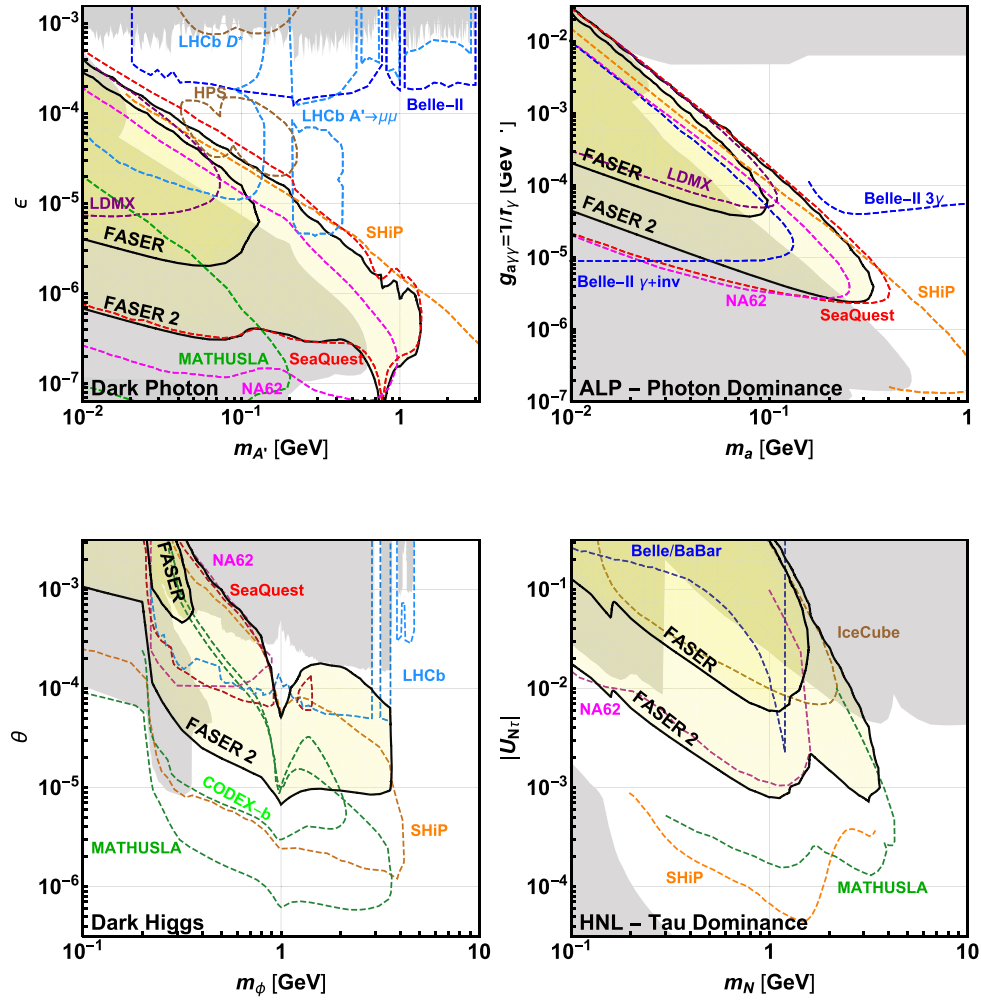 10⁻³
10⁻⁴
10⁻⁵
10⁻⁶
10⁻⁷
ϵ
LHCb D*
HPS
Belle-II
LHCb A'→μμ
LDMX
FASER
SHiP
FASER 2
MATHUSLA
SeaQuest
NA62
Dark Photon
10⁻²
10⁻¹
1
m_A' [GeV]
10⁻²
10⁻³
10⁻⁴
10⁻⁵
10⁻⁶
10⁻⁷
FASER
LDMX
Belle-II 3γ
FASER 2
Belle-II γ+inv
NA62
SHiP
SeaQuest
ALP – Photon Dominance
10⁻²
10⁻¹
1
m_a [GeV]
10⁻³
10⁻⁴
10⁻⁵
10⁻⁶
θ
FASER
NA62
SeaQuest
LHCb
FASER 2
CODEX-b
SHiP
MATHUSLA
Dark Higgs
10⁻¹
1
10
m_ϕ [GeV]
10⁻¹
10⁻²
10⁻³
10⁻⁴
|U_Nτ|
Belle/BaBar
IceCube
FASER
NA62
FASER 2
SHiP
MATHUSLA
HNL – Tau Dominance
10⁻¹
1
10
m_N [GeV]